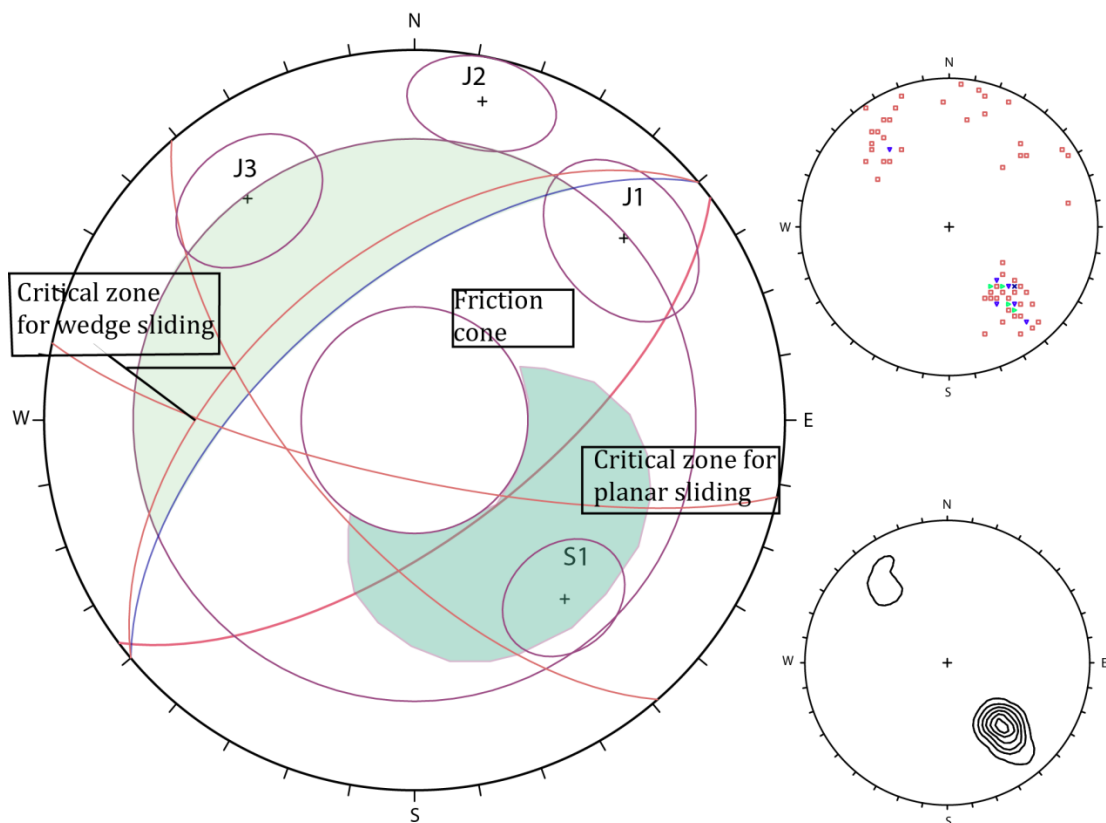 N
J2
J3
J1
Critical zone
for wedge sliding
Friction
cone
W
E
Critical zone for
planar sliding
S1
S
N
W
E
S
N
W
E
S